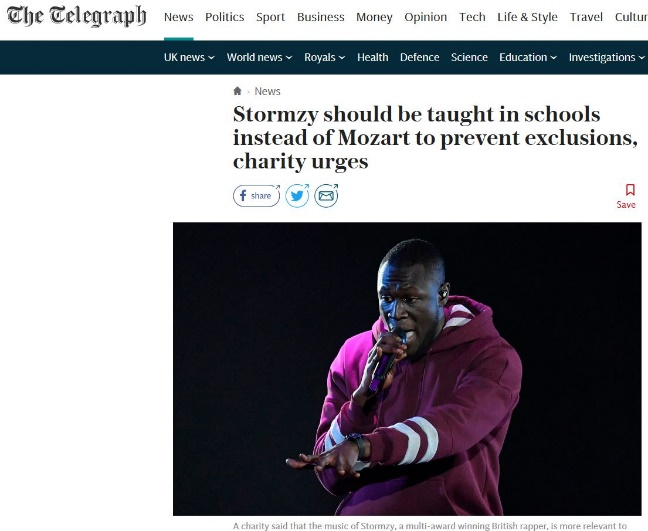 The Telegraph
News Politics Sport Business Money Opinion Tech Life & Style Travel Cultur
UK news World news Royals Health Defence Science Education Investigations
News
Stormzy should be taught in schools
instead of Mozart to prevent exclusions,
charity urges
share
Save
A charity said that the music of Stormzy, a multi-award winning British rapper, is more relevant to